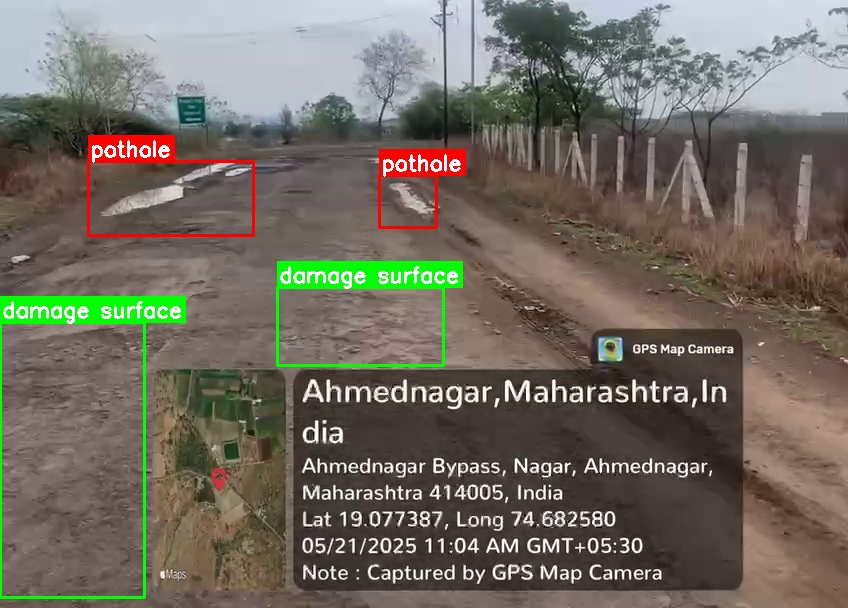 pothole
pothole
damage surface
damage surface
GPS Map Camera
Ahmednagar,Maharashtra,In
dia
Ahmednagar Bypass, Nagar, Ahmednagar,
Maharashtra 414005, India
Lat 19.077387, Long 74.682580
05/21/2025 11:04 AM GMT+05:30
Note : Captured by GPS Map Camera
Maps